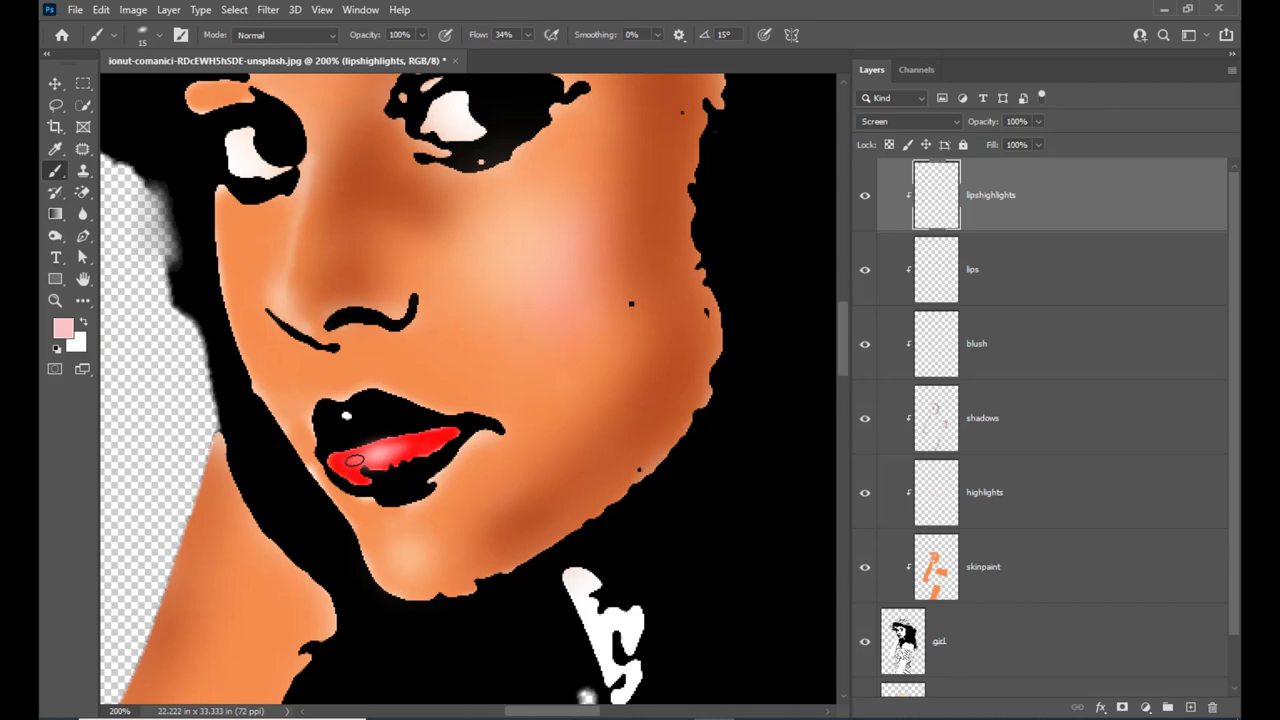 Ps File Edit Image Layer Type Select Filter 3D View Window Help
15 Mode: Normal Opacity: 100% Flow: 34% Smoothing: 0% 15°
ionut-comanici-RDcEWH5hSDE-unsplash.jpg @ 200% (lipshighlights, RGB/8) *
Layers Channels
Kind
Screen Opacity: 100%
Lock: Fill: 100%
lipshighlights
lips
blush
shadows
highlights
skinpaint
girl
200% 22.222 in x 33.333 in (72 ppi)